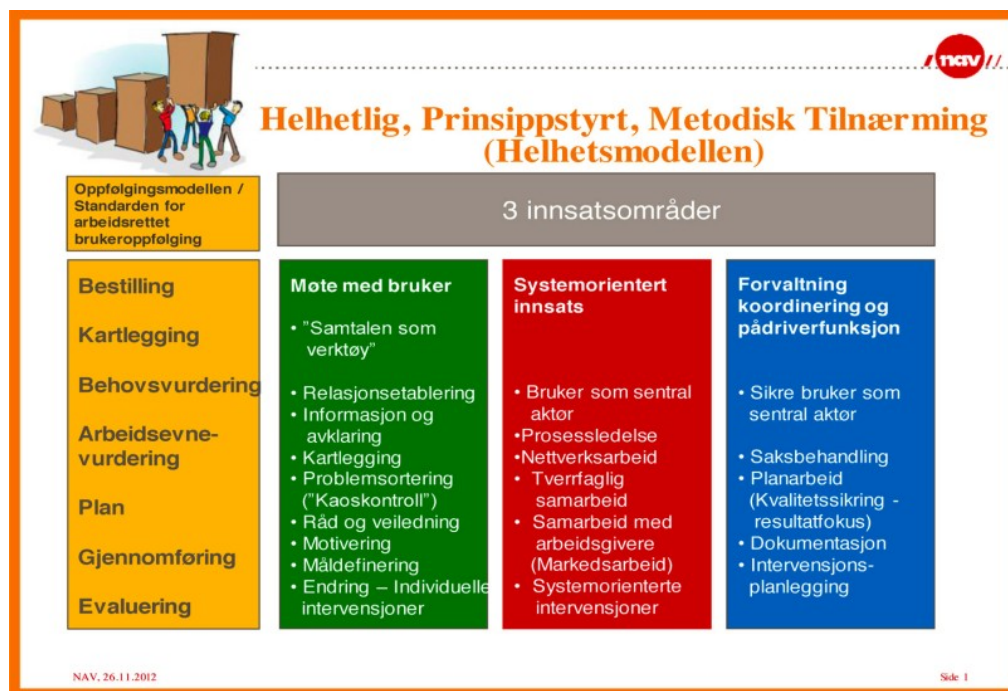 nav
Helhetlig, Prinsippstyrt, Metodisk Tilnærming
(Helhetsmodellen)
Oppfølgingsmodellen /
Standarden for
arbeidsrettet
brukeroppfølging
3 innsatsområder
Bestilling
Kartlegging
Behovsvurdering
Arbeidsevne-
vurdering
Plan
Gjennomføring
Evaluering
Møte med bruker
• ”Samtalen som
verktøy”
• Relasjonsetablering
• Informasjon og
avklaring
• Kartlegging
• Problemsortering
(”Kaoskontroll”)
• Råd og veiledning
• Motivering
• Måldefinering
• Endring – Individuelle
intervensjoner
Systemorientert
innsats
• Bruker som sentral
aktør
•Prosessledelse
•Nettverksarbeid
• Tverrfaglig
samarbeid
• Samarbeid med
arbeidsgivere
(Markedsarbeid)
• Systemorienterte
intervensjoner
Forvaltning
koordinering og
pådriverfunksjon
• Sikre bruker som
sentral aktør
• Saksbehandling
• Planarbeid
(Kvalitetssikring -
resultatfokus)
• Dokumentasjon
• Intervensjons-
planlegging
NAV, 26.11.2012
Side 1